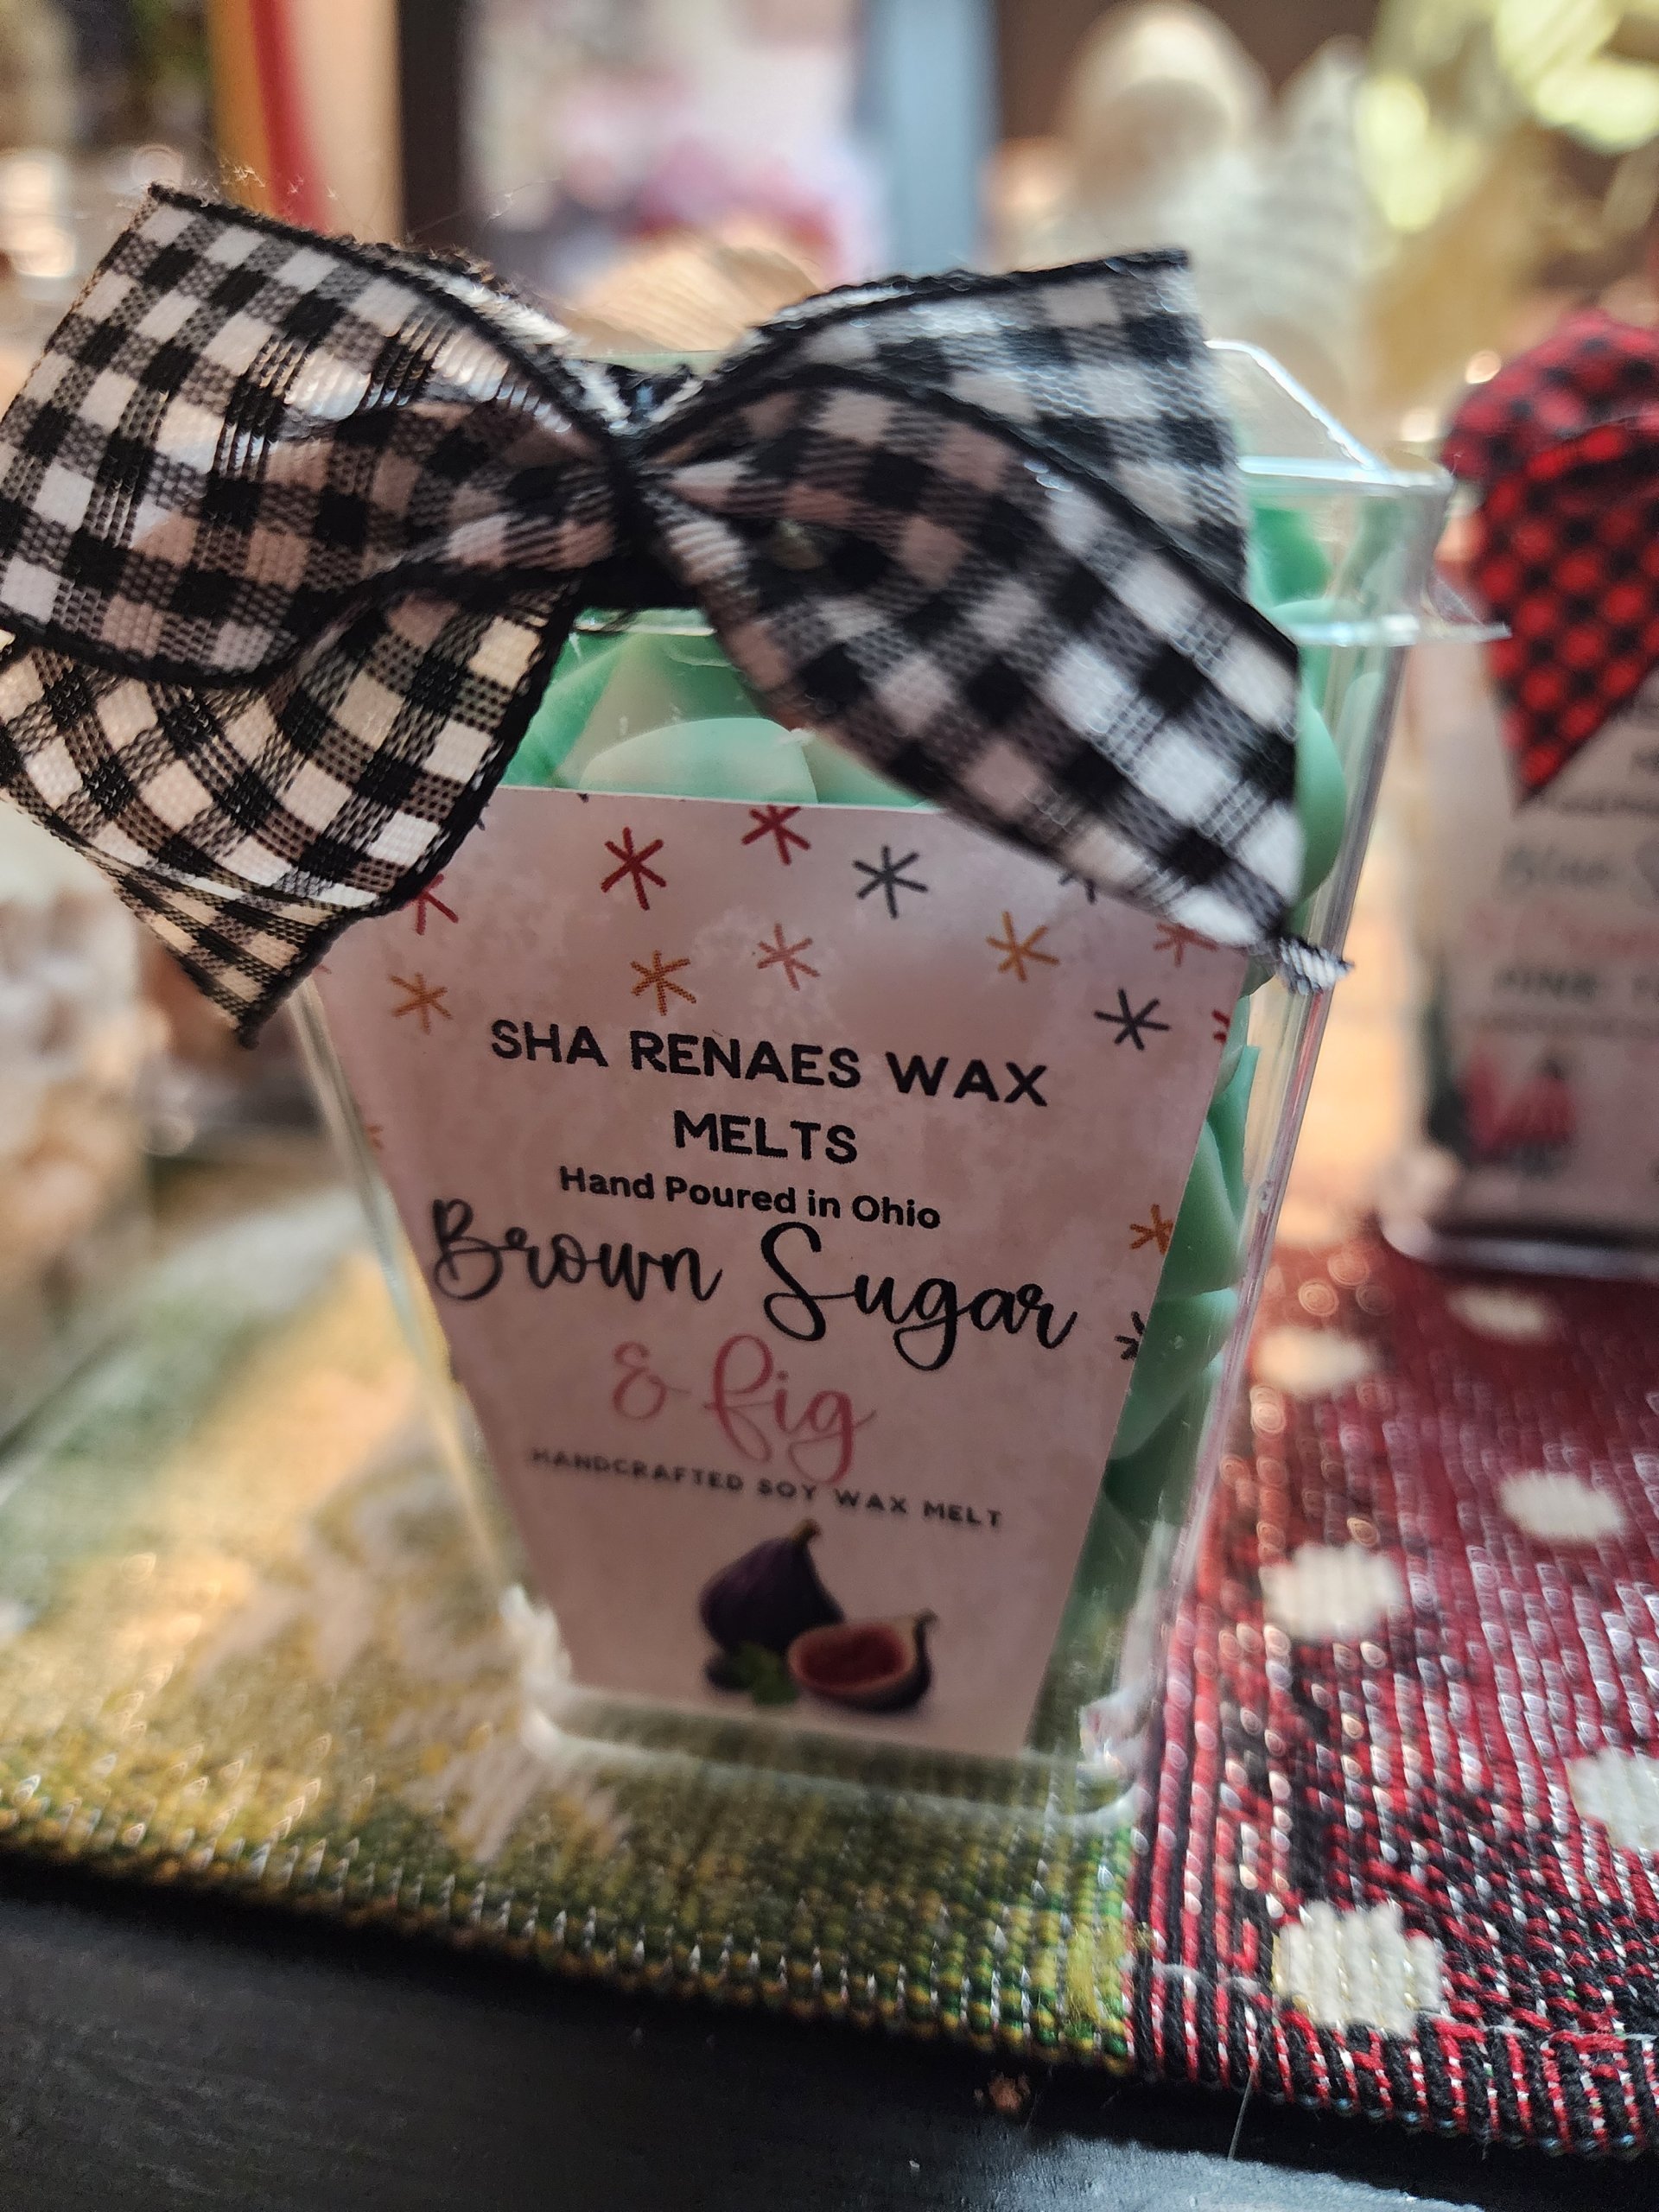 SHA RENAES WAX
MELTS
Hand Poured in Ohio
Brown Sugar
& fig
HANDCRAFTED SOY WAX MELT